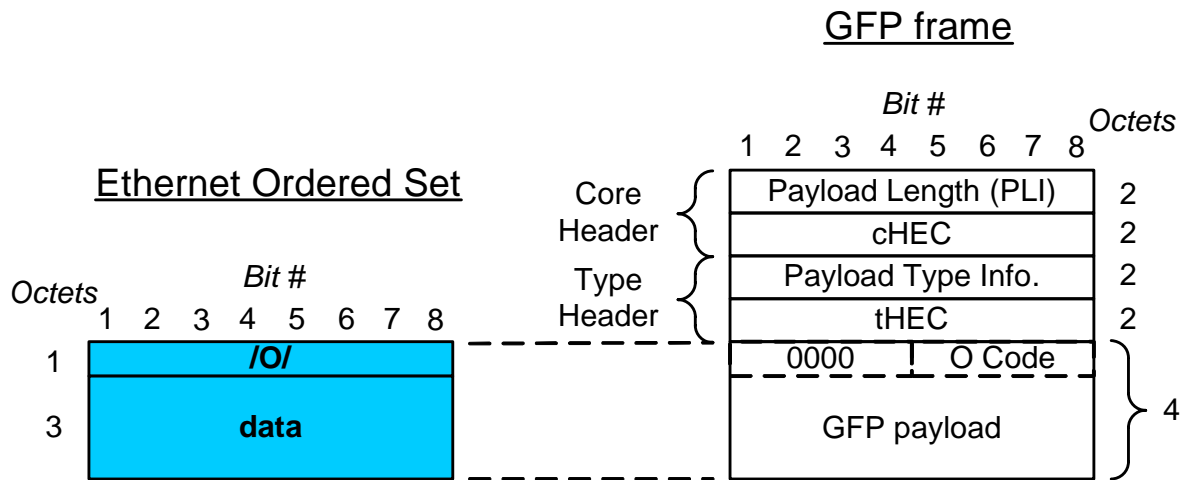 GFP frame
Bit #
Octets
1 2 3 4 5 6 7 8
Ethernet Ordered Set
Core
Header
Payload Length (PLI)
2
cHEC
2
Type
Header
Payload Type Info.
2
tHEC
2
Bit #
Octets
1 2 3 4 5 6 7 8
1
/O/
0000
O Code
3
data
GFP payload
4